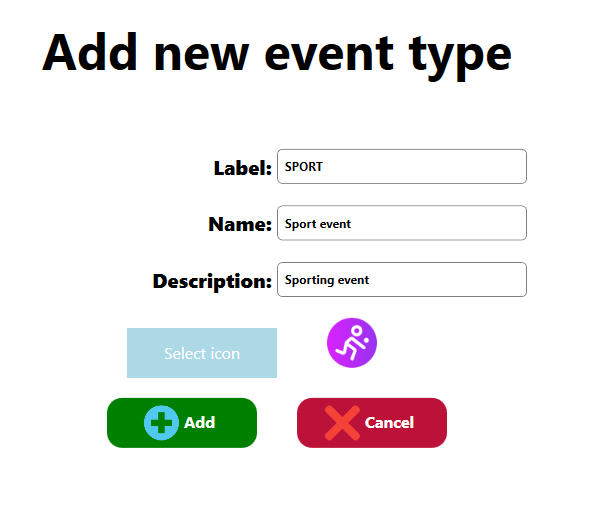 Add new event type
Label: SPORT
Name: Sport event
Description: Sporting event
Select icon
Add Cancel